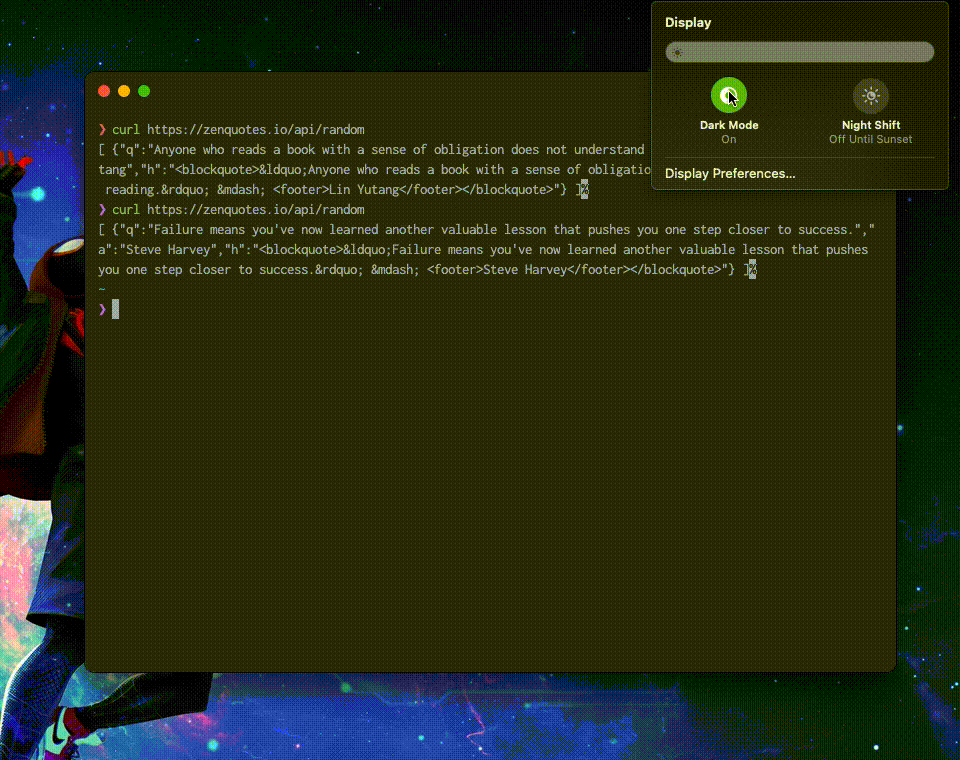 Display
Dark Mode
On
Night Shift
Off Until Sunset
Display Preferences...
❯ curl https://zenquotes.io/api/random
[ {"q":"Anyone who reads a book with a sense of obligation does not understand
tang","h":"<blockquote>&ldquo;Anyone who reads a book with a sense of obligatio
reading.&rdquo; &mdash; <footer>Lin Yutang</footer></blockquote>"} ]%
❯ curl https://zenquotes.io/api/random
[ {"q":"Failure means you've now learned another valuable lesson that pushes you one step closer to success.","
a":"Steve Harvey","h":"<blockquote>&ldquo;Failure means you've now learned another valuable lesson that pushes
you one step closer to success.&rdquo; &mdash; <footer>Steve Harvey</footer></blockquote>"} ]%
~
❯